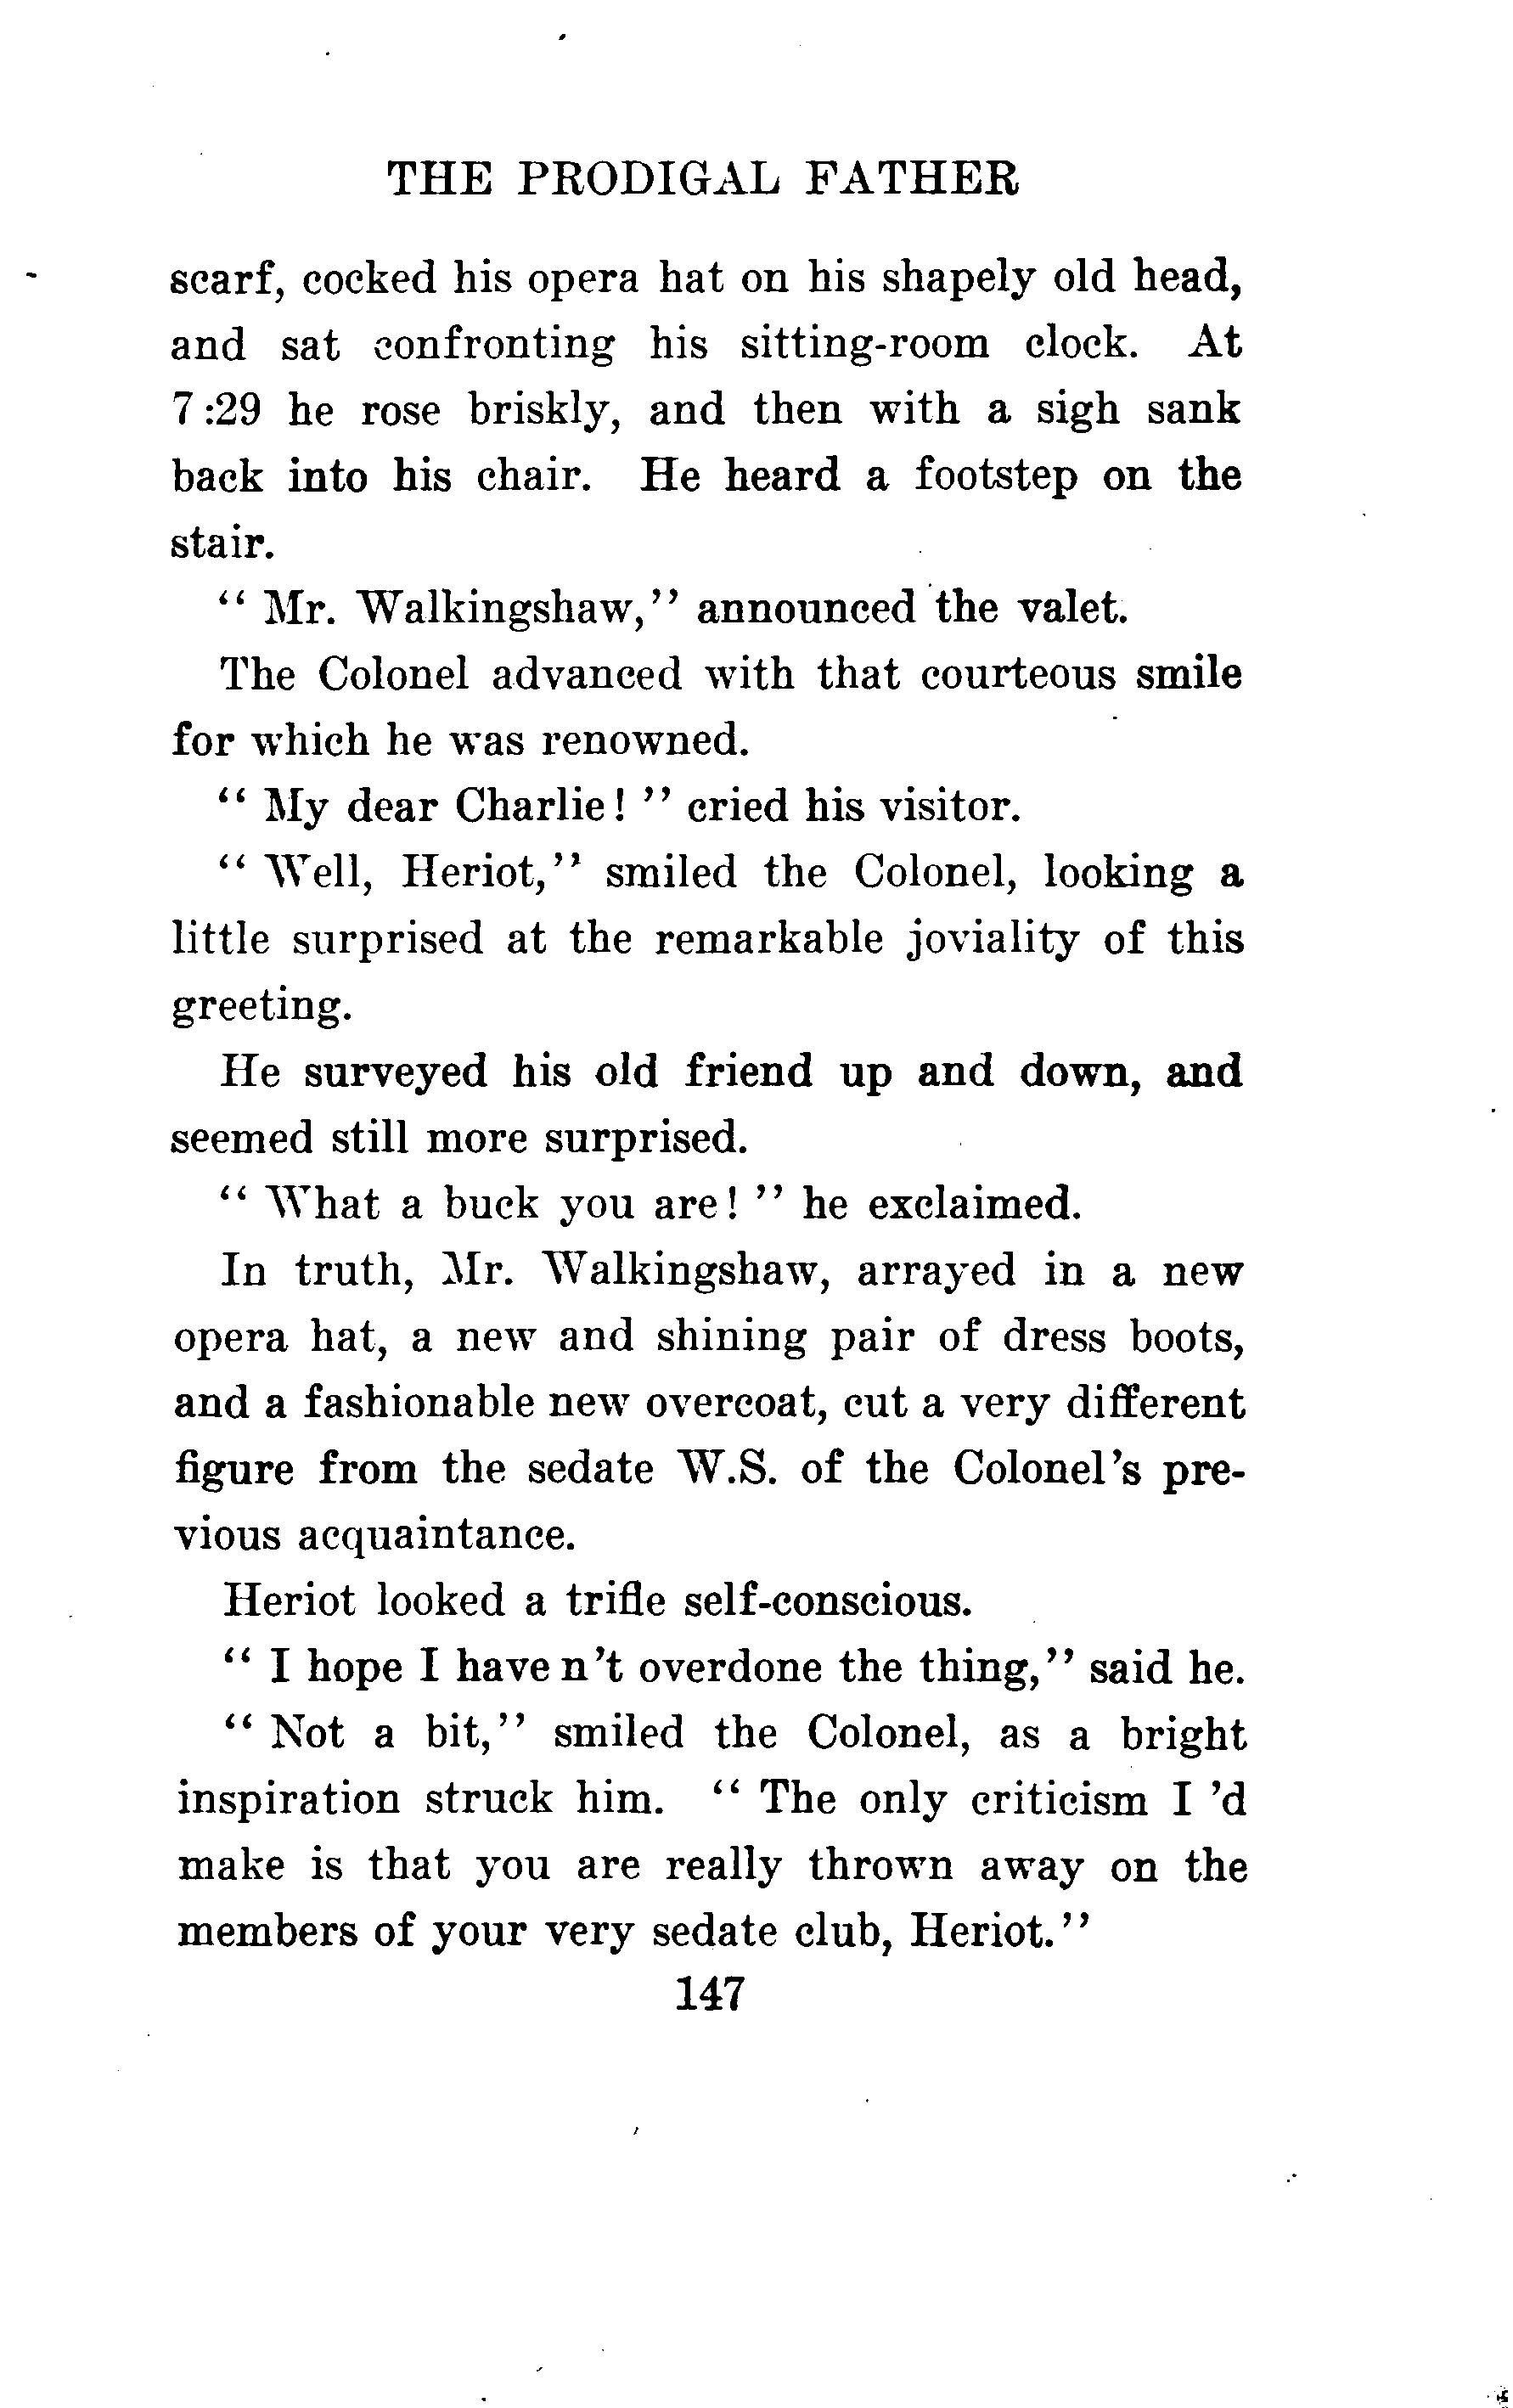 THE PRODIGAL FATHER
scarf, cocked his opera hat on his shapely old head,
and sat confronting his sitting-room clock. At
7:29 he rose briskly, and then with a sigh sank
back into his chair. He heard a footstep on the
stair.
"Mr. Walkingshaw," announced the valet.
The Colonel advanced with that courteous smile
for which he was renowned.
"My dear Charlie!" cried his visitor.
"Well, Heriot," smiled the Colonel, looking a
little surprised at the remarkable joviality of this
greeting.
He surveyed his old friend up and down, and
seemed still more surprised.
"What a buck you are!" he exclaimed.
In truth, Mr. Walkingshaw, arrayed in a new
opera hat, a new and shining pair of dress boots,
and a fashionable new overcoat, cut a very different
figure from the sedate W.S. of the Colonel's pre-
vious acquaintance.
Heriot looked a trifle self-conscious.
"I hope I have n't overdone the thing," said he.
"Not a bit," smiled the Colonel, as a bright
inspiration struck him. "The only criticism I 'd
make is that you are really thrown away on the
members of your very sedate club, Heriot."
147